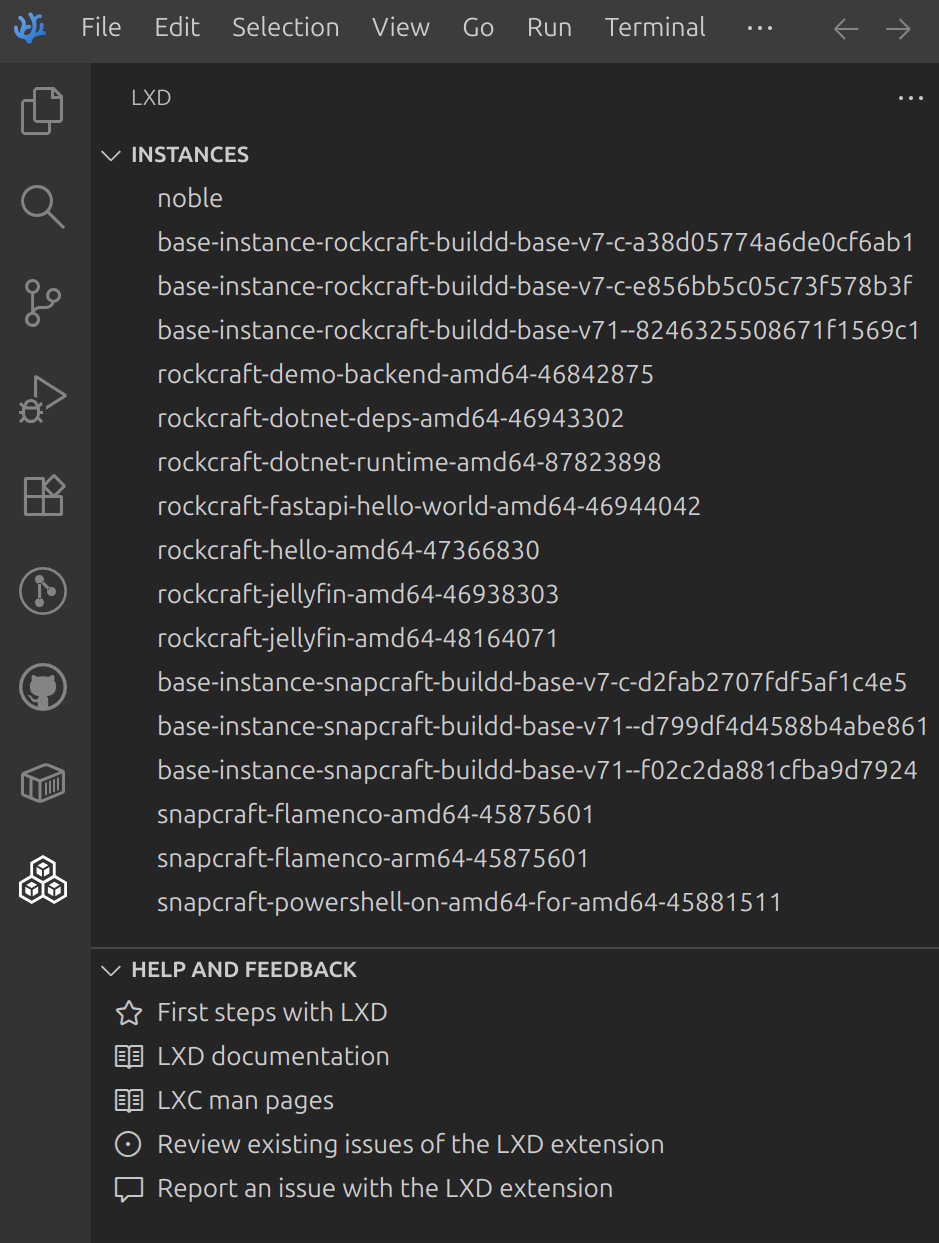 File Edit Selection View Go Run Terminal ...
LXD
INSTANCES
noble
base-instance-rockcraft-buildd-base-v7-c-a38d05774a6de0cf6ab1
base-instance-rockcraft-buildd-base-v7-c-e856bb5c05c73f578b3f
base-instance-rockcraft-buildd-base-v71--8246325508671f1569c1
rockcraft-demo-backend-amd64-46842875
rockcraft-dotnet-deps-amd64-46943302
rockcraft-dotnet-runtime-amd64-87823898
rockcraft-fastapi-hello-world-amd64-46944042
rockcraft-hello-amd64-47366830
rockcraft-jellyfin-amd64-46938303
rockcraft-jellyfin-amd64-48164071
base-instance-snapcraft-buildd-base-v7-c-d2fab2707fdf5af1c4e5
base-instance-snapcraft-buildd-base-v71--d799df4d4588b4abe861
base-instance-snapcraft-buildd-base-v71--f02c2da881cfba9d7924
snapcraft-flamenco-amd64-45875601
snapcraft-flamenco-arm64-45875601
snapcraft-powershell-on-amd64-for-amd64-45881511
HELP AND FEEDBACK
First steps with LXD
LXD documentation
LXC man pages
Review existing issues of the LXD extension
Report an issue with the LXD extension